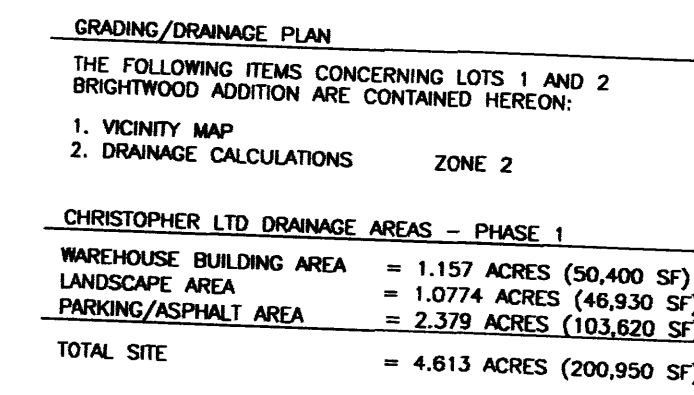 GRADING/DRAINAGE PLAN
THE FOLLOWING ITEMS CONCERNING LOTS 1 AND 2
BRIGHTWOOD ADDITION ARE CONTAINED HEREON:
1. VICINITY MAP
2. DRAINAGE CALCULATIONS ZONE 2
CHRISTOPHER LTD DRAINAGE AREAS - PHASE 1
WAREHOUSE BUILDING AREA = 1.157 ACRES (50,400 SF)
LANDSCAPE AREA = 1.0774 ACRES (46,930 SF)
PARKING/ASPHALT AREA = 2.379 ACRES (103,620 SF
TOTAL SITE = 4.613 ACRES (200,950 SF)